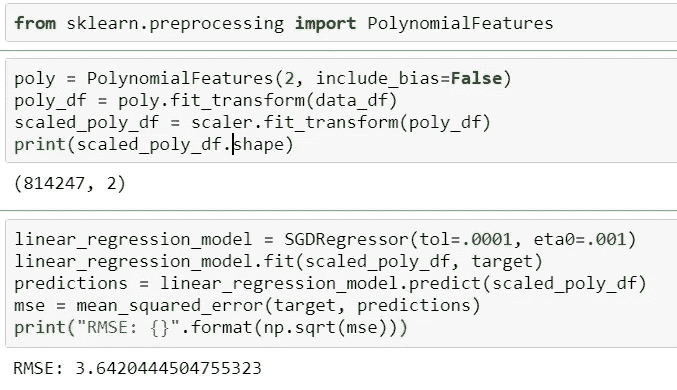 from sklearn.preprocessing import PolynomialFeatures
poly = PolynomialFeatures(2, include_bias=False)
poly_df = poly.fit_transform(data_df)
scaled_poly_df = scaler.fit_transform(poly_df)
print(scaled_poly_df.shape)
(814247, 2)
linear_regression_model = SGDRegressor(tol=.0001, eta0=.001)
linear_regression_model.fit(scaled_poly_df, target)
predictions = linear_regression_model.predict(scaled_poly_df)
mse = mean_squared_error(target, predictions)
print("RMSE: {}".format(np.sqrt(mse)))
RMSE: 3.6420444504755323